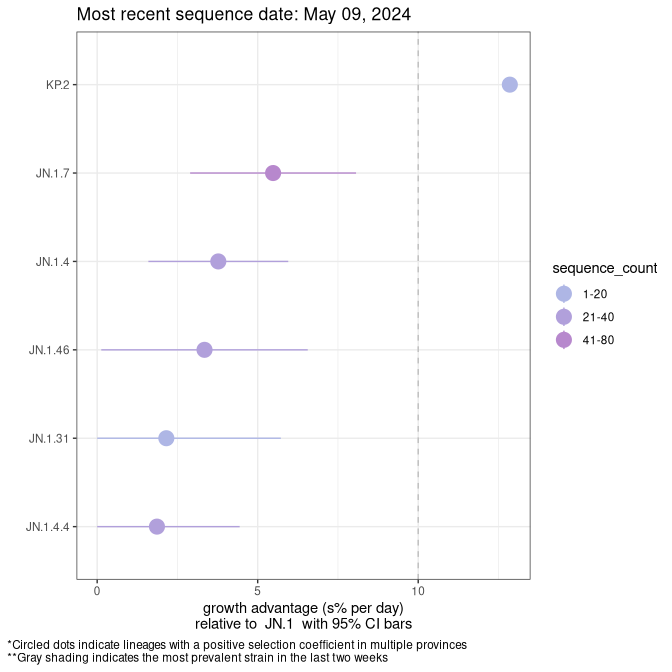 Most recent sequence date: May 09, 2024
KP.2
JN.1.7
JN.1.4
JN.1.46
JN.1.31
JN.1.4.4
0 5 10
growth advantage (s% per day)
relative to JN.1 with 95% CI bars
sequence_count
1-20
21-40
41-80
*Circled dots indicate lineages with a positive selection coefficient in multiple provinces
**Gray shading indicates the most prevalent strain in the last two weeks